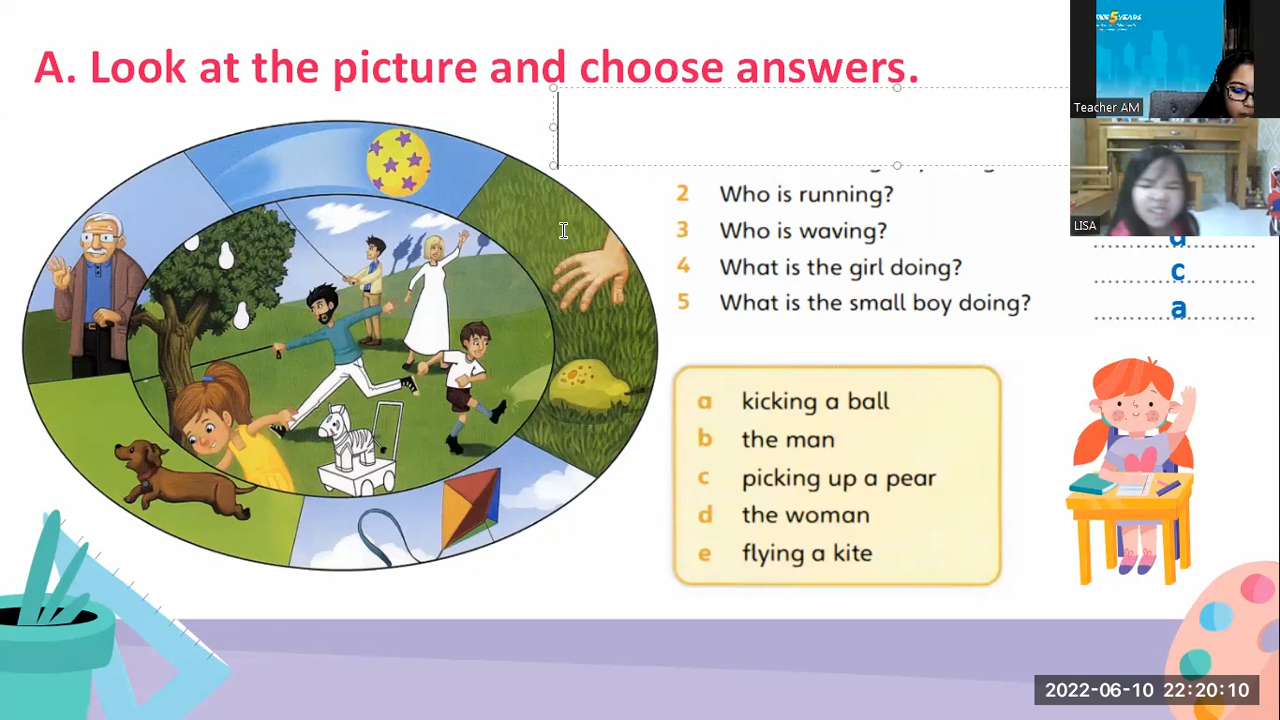 A. Look at the picture and choose answers.
5 YEARS
Teacher AM
LISA
2 Who is running?
3 Who is waving?
4 What is the girl doing? c
5 What is the small boy doing? a
a kicking a ball
b the man
c picking up a pear
d the woman
e flying a kite
2022-06-10 22:20:10